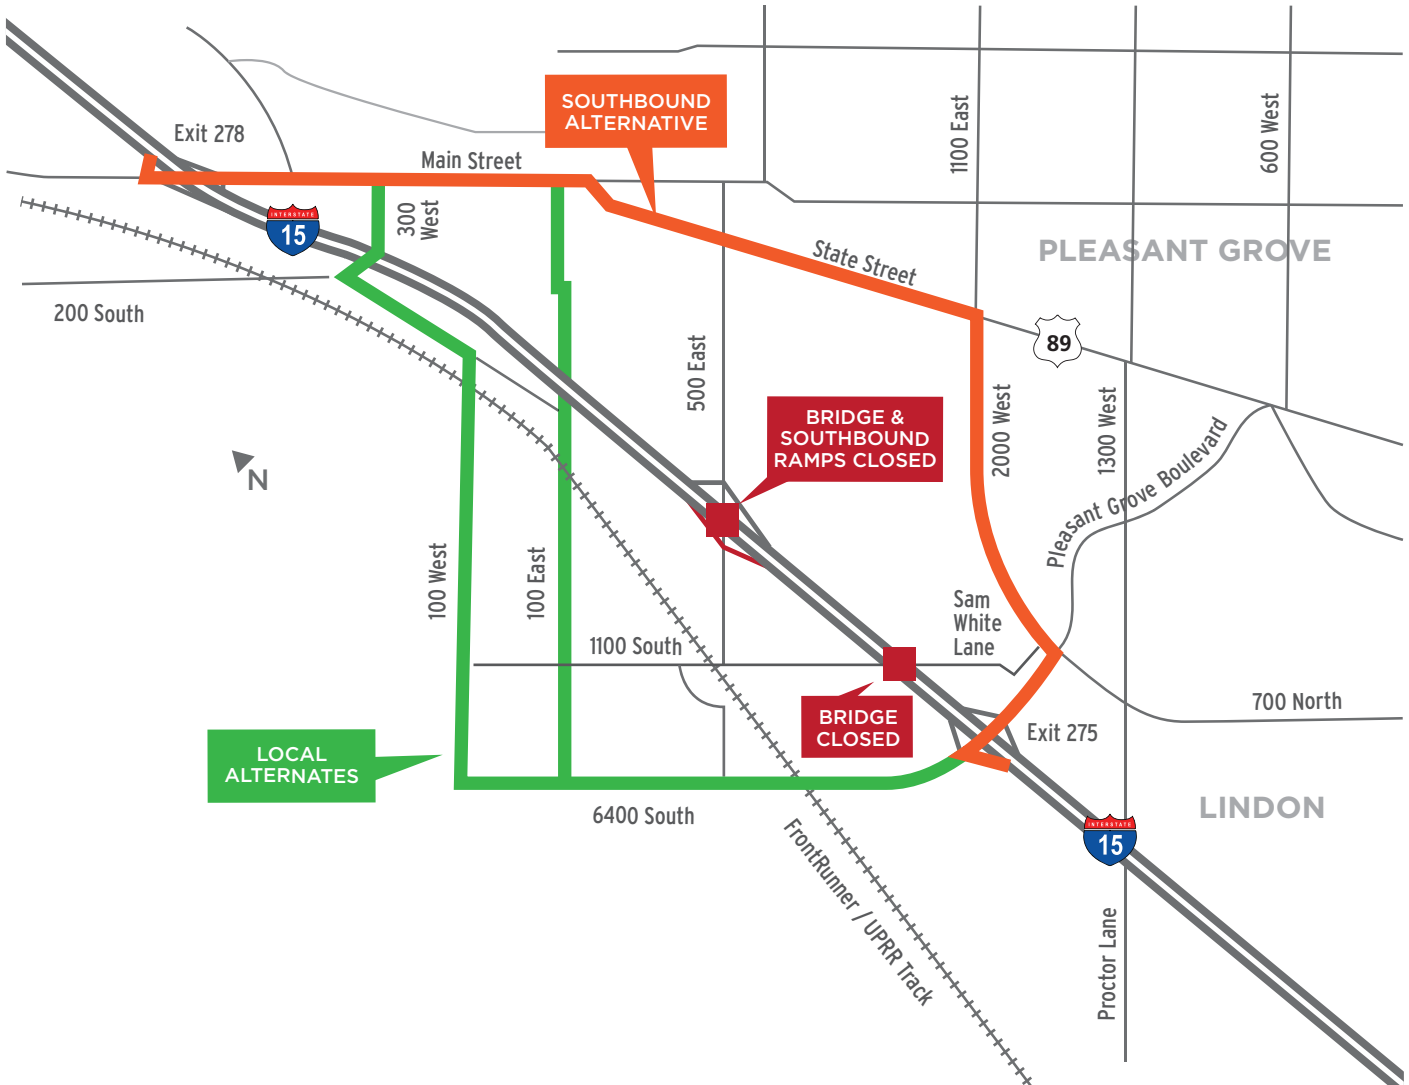 SOUTHBOUND
ALTERNATIVE
1100 East
600 West
Exit 278
Main Street
300
West
INTERSTATE
15
State Street
PLEASANT GROVE
200 South
89
500 East
2000 West
1300 West
BRIDGE &
SOUTHBOUND
RAMPS CLOSED
Pleasant Grove Boulevard
N
100 West
100 East
Sam
White
Lane
1100 South
700 North
BRIDGE
CLOSED
Exit 275
LOCAL
ALTERNATES
LINDON
6400 South
INTERSTATE
15
FrontRunner / UPRR Track
Proctor Lane